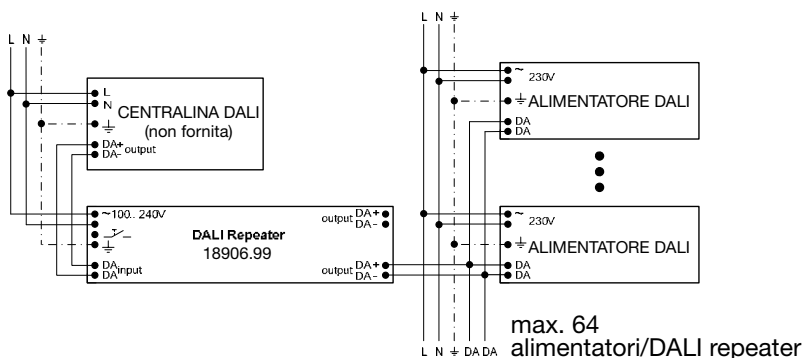 L N ⏚
L
N
CENTRALINA DALI
(non fornita)
⏚
DA+
DA- output
~100.. 240V
⏚
DA
DA input
DALI Repeater
18906.99
output DA+
DA-
output DA+
DA-
L N ⏚
~
230V
⏚ ALIMENTATORE DALI
DA
DA
~
230V
⏚ ALIMENTATORE DALI
DA
DA
L N ⏚ DA DA
max. 64
alimentatori/DALI repeater